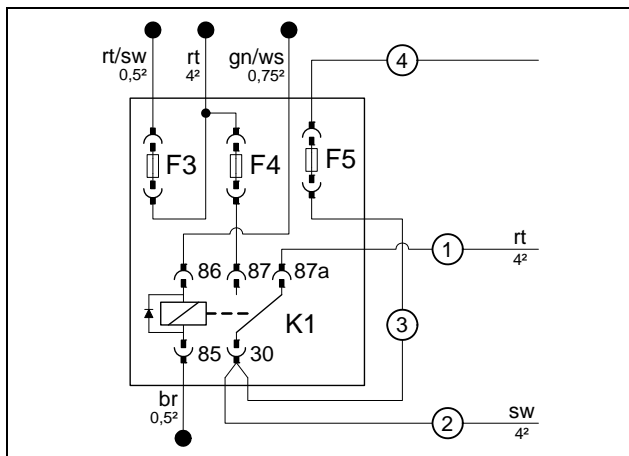 rt/sw
0,5²
rt
4²
gn/ws
0,75²
4
F3
F4
F5
1
rt
4²
86
87
87a
K1
3
85
30
br
0,5²
2
sw
4²